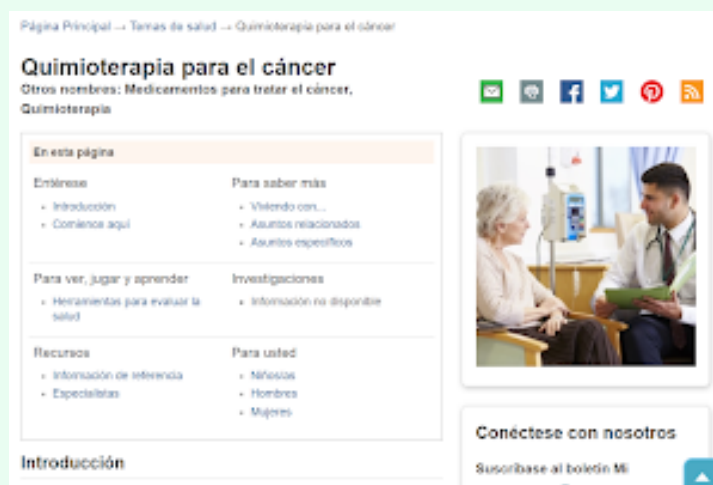 Página Principal → Temas de salud → Quimioterapia para el cáncer
Quimioterapia para el cáncer
Otros nombres: Medicamentos para tratar el cáncer,
Quimioterapia
En esta página
Entérese
Introducción
Comience aquí
Para saber más
Viviendo con...
Asuntos relacionados
Asuntos específicos
Para ver, jugar y aprender
Herramientas para evaluar la
salud
Investigaciones
Información no disponible
Recursos
Información de referencia
Especialistas
Para usted
Niños/as
Hombres
Mujeres
Introducción
Conéctese con nosotros
Suscríbase al boletín Mi